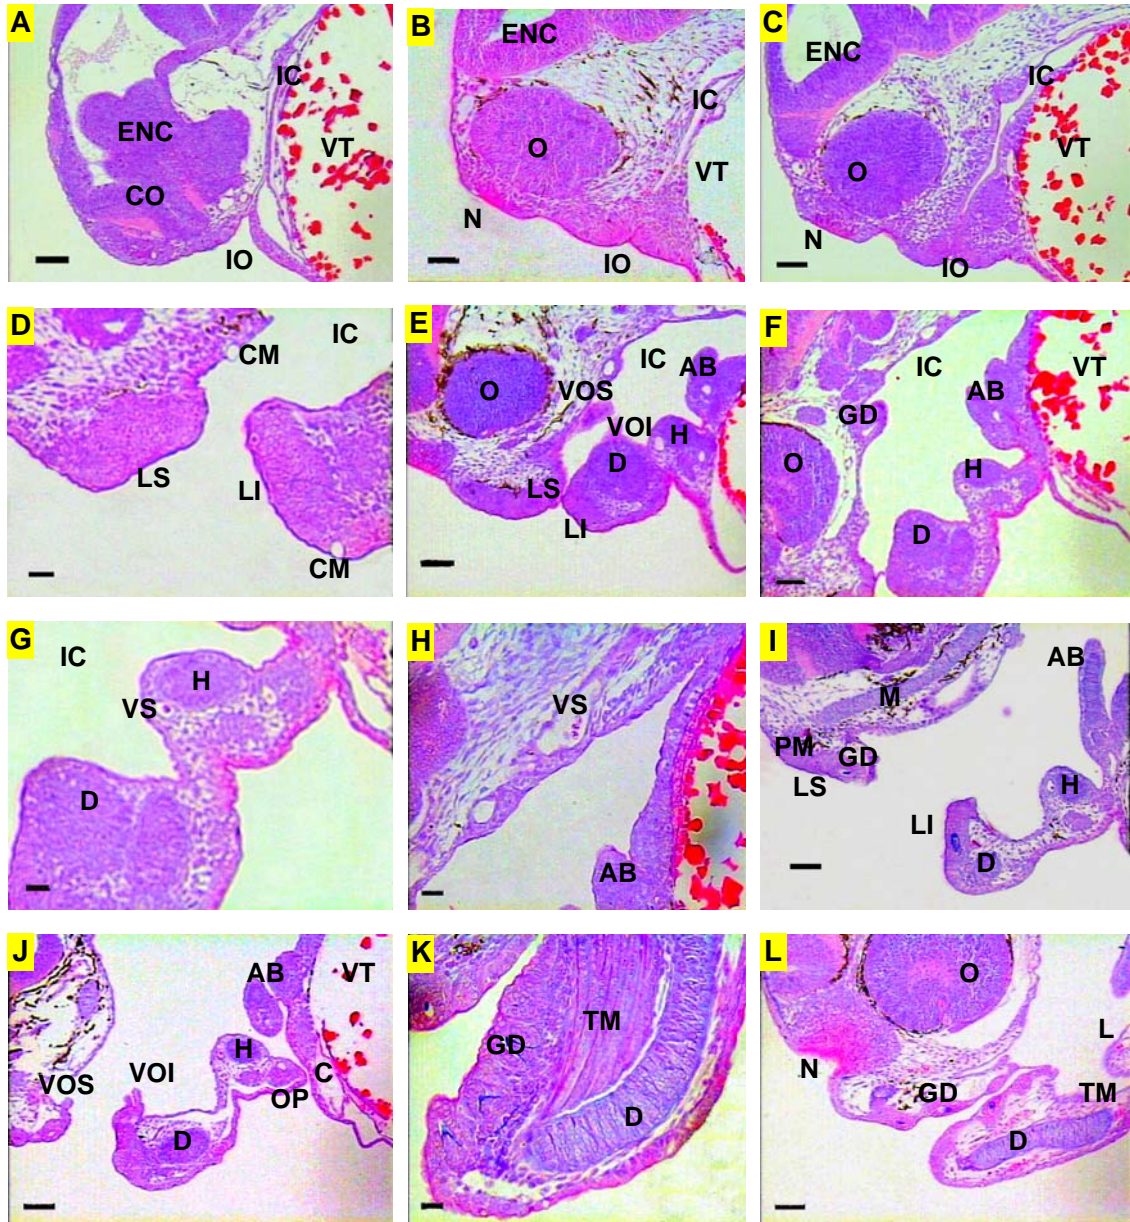 A
IC
ENC
VT
CO
IO
B
ENC
IC
O
VT
N
IO
C
ENC
IC
VT
O
N
IO
D
IC
CM
LS
LI
CM
E
IC
AB
O
VOS
VOI
H
D
LS
LI
F
IC
VT
AB
GD
O
H
D
G
IC
H
VS
D
H
VS
AB
I
AB
M
PM
GD
LS
H
LI
D
J
AB
VT
H
VOI
VOS
C
OP
D
K
TM
GD
D
L
O
L
N
GD
TM
D